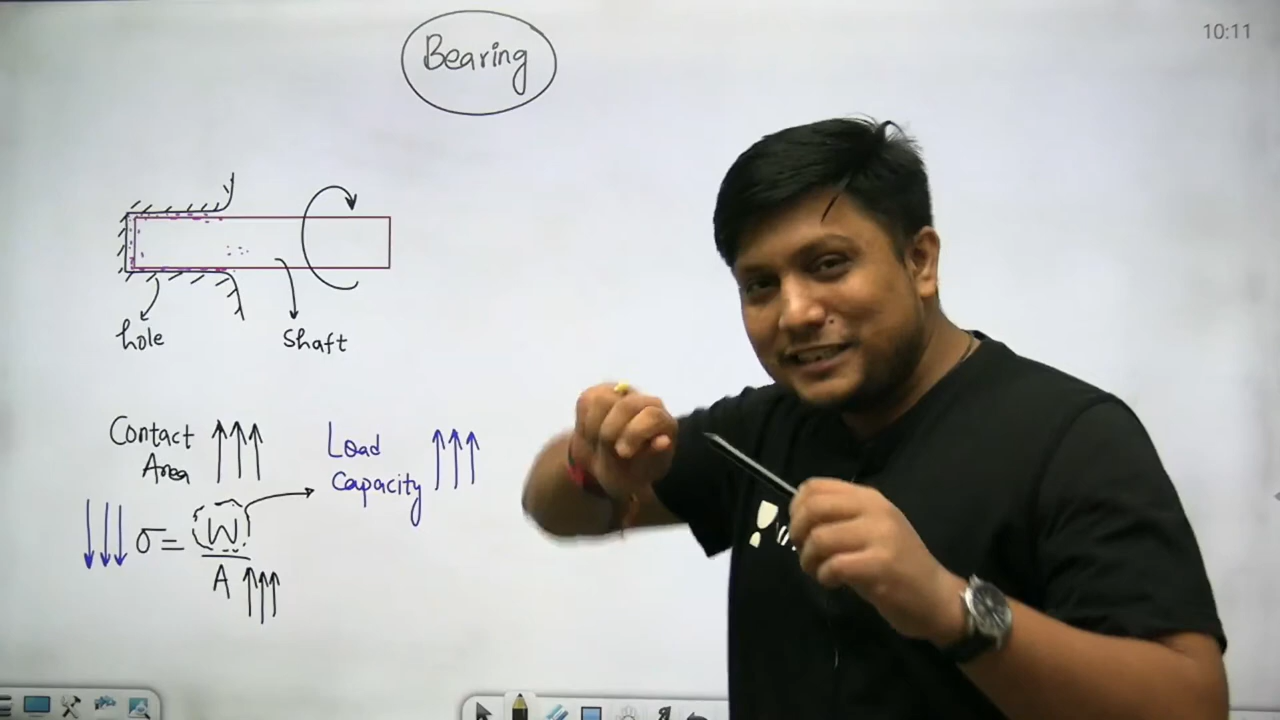 10:11
Bearing
hole
Shaft
Contact
Area
Load
Capacity
σ = W
A